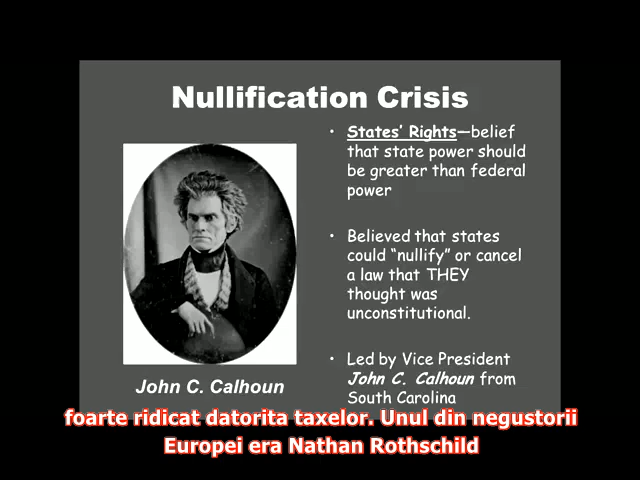 Nullification Crisis
• States’ Rights—belief
that state power should
be greater than federal
power
• Believed that states
could “nullify” or cancel
a law that THEY
thought was
unconstitutional.
• Led by Vice President
John C. Calhoun from
South Carolina
John C. Calhoun
foarte ridicat datorita taxelor. Unul din negustorii
Europei era Nathan Rothschild